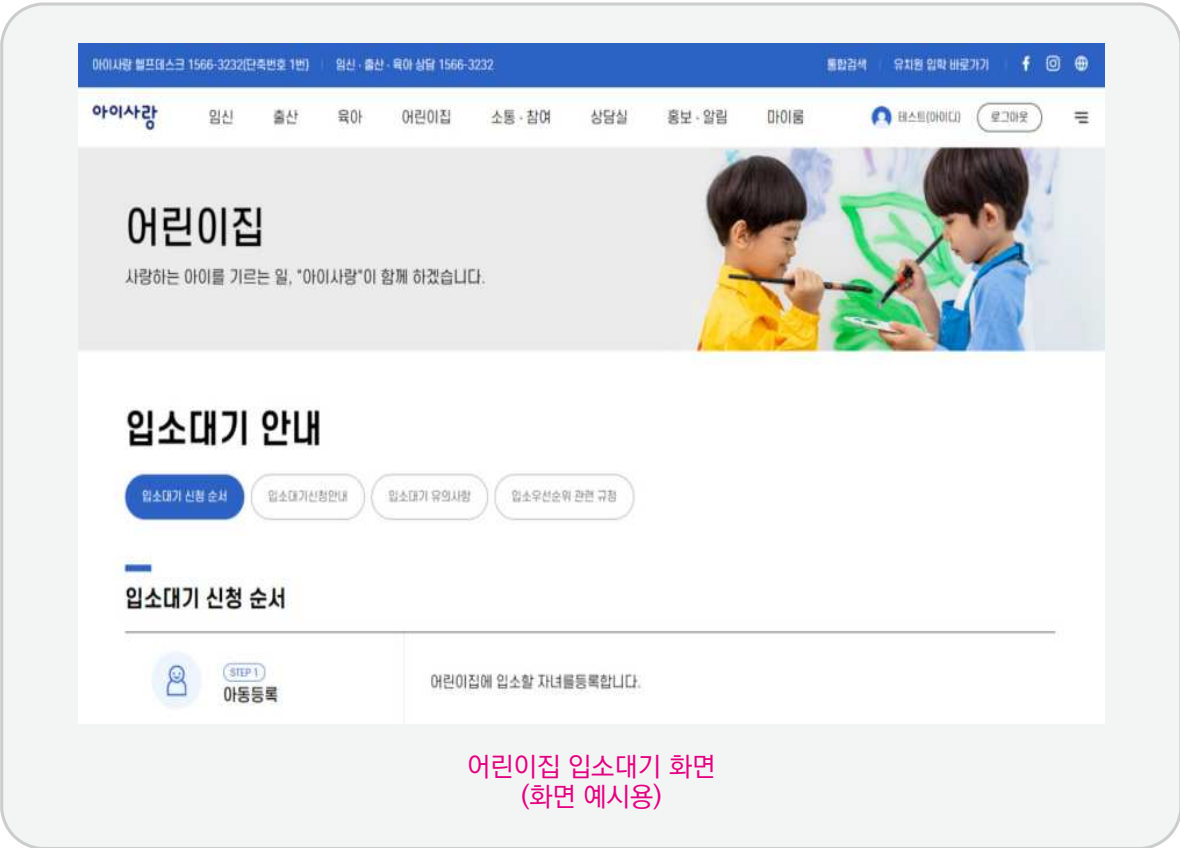 아이사랑 헬프데스크 1566-3232(단축번호 1번) 임신 · 출산 · 육아 상담 1566-3232 통합검색 유치원 입학 바로가기
아이사랑 임신 출산 육아 어린이집 소통 · 참여 상담실 홍보 · 알림 마이룸 테스트(아이디) 로그아웃
어린이집
사랑하는 아이를 기르는 일, "아이사랑"이 함께 하겠습니다.
입소대기 안내
입소대기 신청 순서 입소대기신청안내 입소대기 유의사항 입소우선순위 관련 규정
입소대기 신청 순서
STEP 1
아동등록
어린이집에 입소할 자녀를등록합니다.
어린이집 입소대기 화면
(화면 예시용)